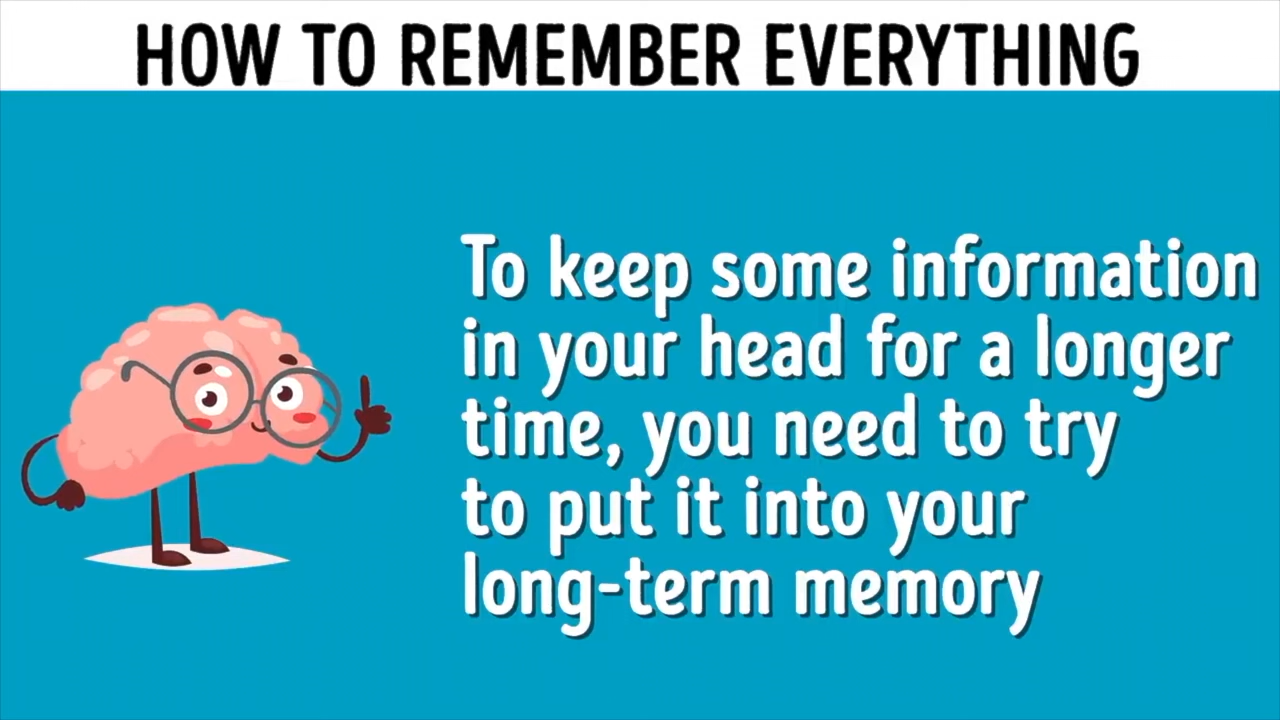 HOW TO REMEMBER EVERYTHING
To keep some information
in your head for a longer
time, you need to try
to put it into your
long-term memory